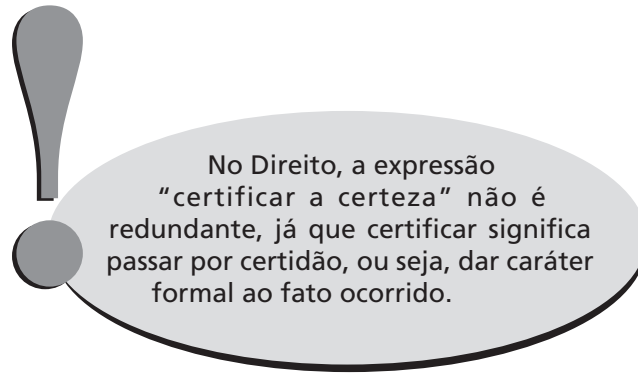 No Direito, a expressão
“certificar a certeza” não é
redundante, já que certificar significa
passar por certidão, ou seja, dar caráter
formal ao fato ocorrido.